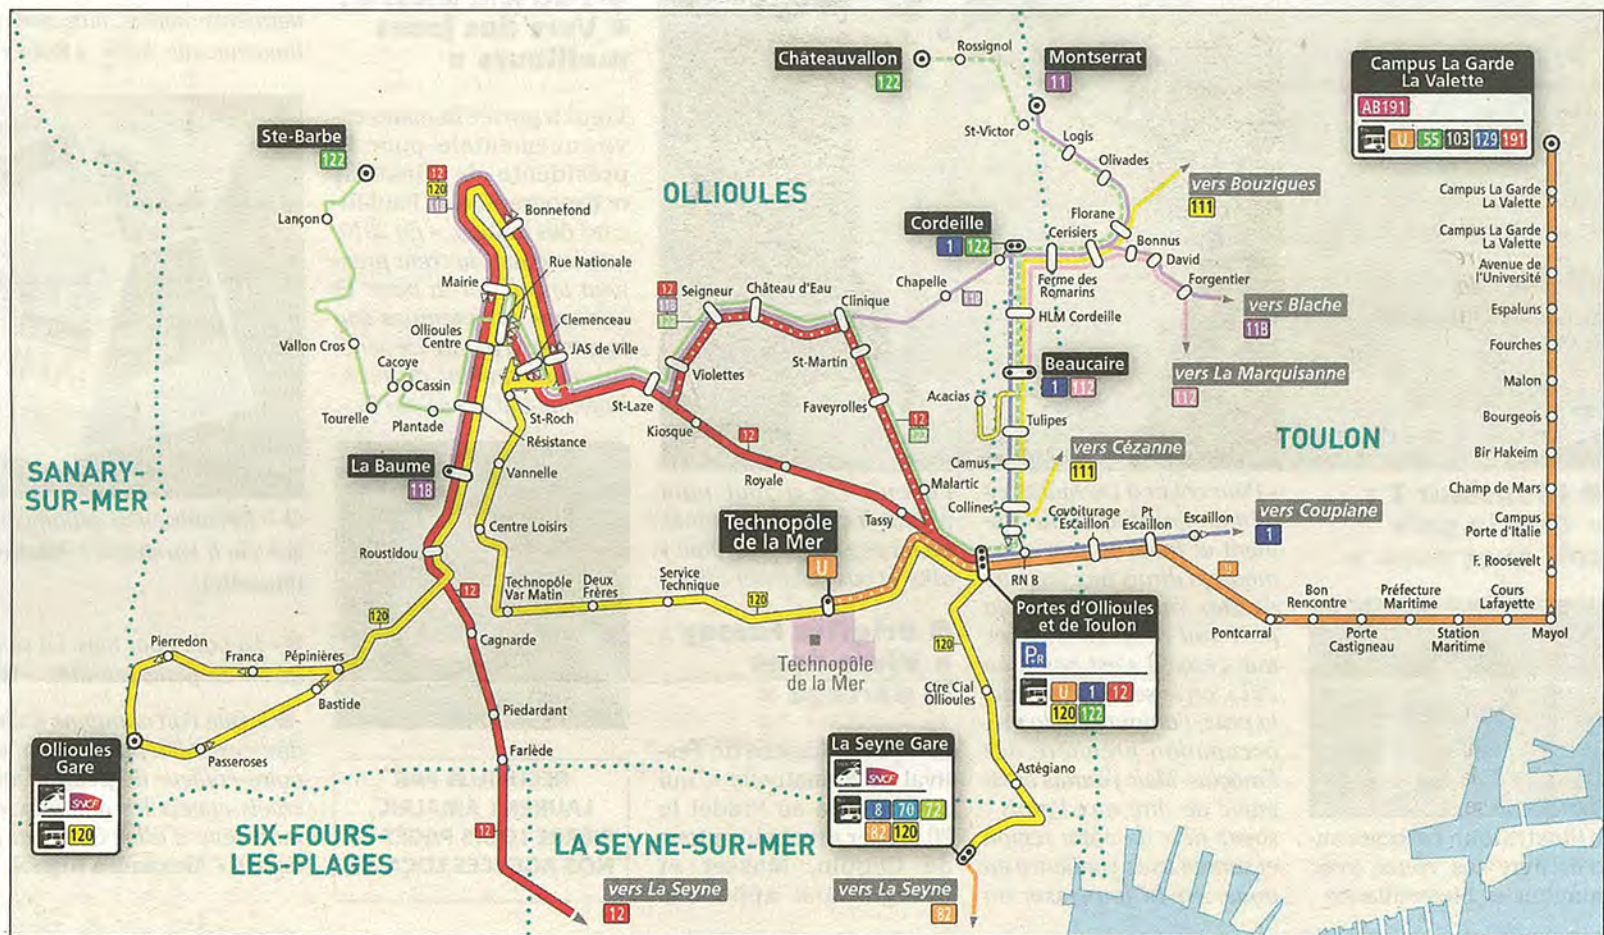 Châteauvallon
122
Rossignol
Montserrat
11
Campus La Garde
La Valette
AB191
U 55 103 129 191
Ste-Barbe
122
St-Victor
Logis
Olivades
vers Bouzigues
111
12
120
11B
Bonnefond
OLLIOULES
Lançon
Florane
Cordeille
1 122
Cerisiers
Bonnus
David
Forgentier
Campus La Garde
La Valette
Campus La Garde
La Valette
Avenue de
l'Université
Rue Nationale
Mairie
12
11B
Seigneur
Château d'Eau
Clinique
Chapelle
11B
Ferme des
Romarins
vers Blache
11B
HLM Cordeille
Espaluns
Clemenceau
Ollioules
Centre
JAS de Ville
Vallon Cros
Cacoye
Cassin
Violettes
St-Martin
Beaucaire
1 112
vers La Marquisanne
112
Fourches
Malon
Tourelle
Plantade
St-Roch
St-Laze
Kiosque
Faveyrolles
Acacias
Tulipes
Bourgeois
Résistance
12
12
TOULON
SANARY-
SUR-MER
La Baume
11B
Vannelle
Royale
Malartic
Camus
vers Cézanne
111
Bir Hakeim
Champ de Mars
Technopôle
de la Mer
U
Tassy
Collines
Covoiturage
Escaillon
Pt
Escaillon
Escaillon
vers Coupiane
1
Campus
Porte d'Italie
Centre Loisirs
Roustidou
F. Roosevelt
RN 8
U
12
Technopôle
Var Matin
Deux
Frères
Service
Technique
120
Portes d'Ollioules
et de Toulon
P+R
U 1 12
120 122
Bon
Rencontre
Préfecture
Maritime
Cours
Lafayette
Pontcarral
Porte
Castigneau
Station
Maritime
Mayol
120
Cagnarde
Pierredon
Franca
Pépinières
120
Technopôle
de la Mer
Ctre Cial
Ollioules
Bastide
Piedardant
Ollioules
Gare
SNCF
120
Passeroses
Farlède
La Seyne Gare
SNCF
8 70 72
82 120
Astégiano
SIX-FOURS-
LES-PLAGES
12
LA SEYNE-SUR-MER
vers La Seyne
12
vers La Seyne
82